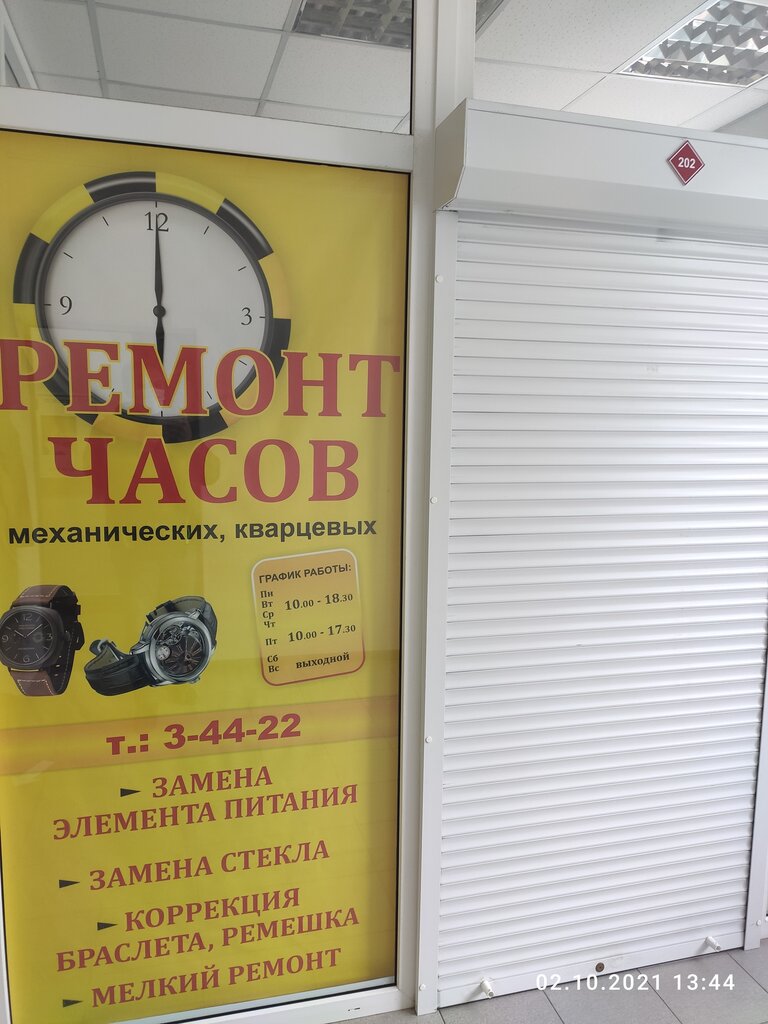 202
12
9
3
РЕМОНТ
ЧАСОВ
механических, кварцевых
ГРАФИК РАБОТЫ:
Пн
Вт
Ср
Чт
10.00 - 18.30
Пт 10.00 - 17.30
Сб
Вс
выходной
т.: 3-44-22
► ЗАМЕНА
ЭЛЕМЕНТА ПИТАНИЯ
► ЗАМЕНА СТЕКЛА
► КОРРЕКЦИЯ
БРАСЛЕТА, РЕМЕШКА
► МЕЛКИЙ РЕМОНТ
02.10.2021 13:44